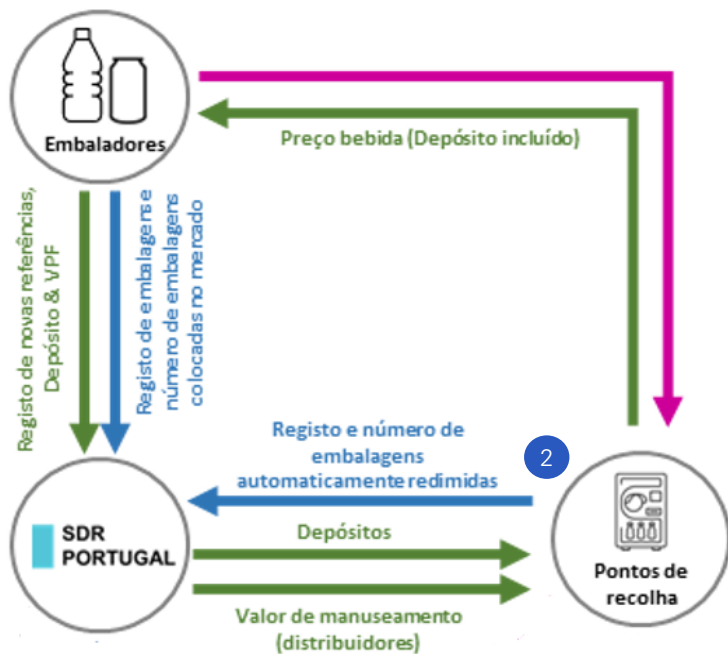 Embaladores
Preço bebida (Depósito incluído)
Registo de novas referências,
Depósito & VPF
Registo de embalagens e
número de embalagens
colocadas no mercado
Registo e número de
embalagens
automaticamente redimidas
2
SDR
PORTUGAL
Depósitos
Valor de manuseamento
(distribuidores)
Pontos de
recolha